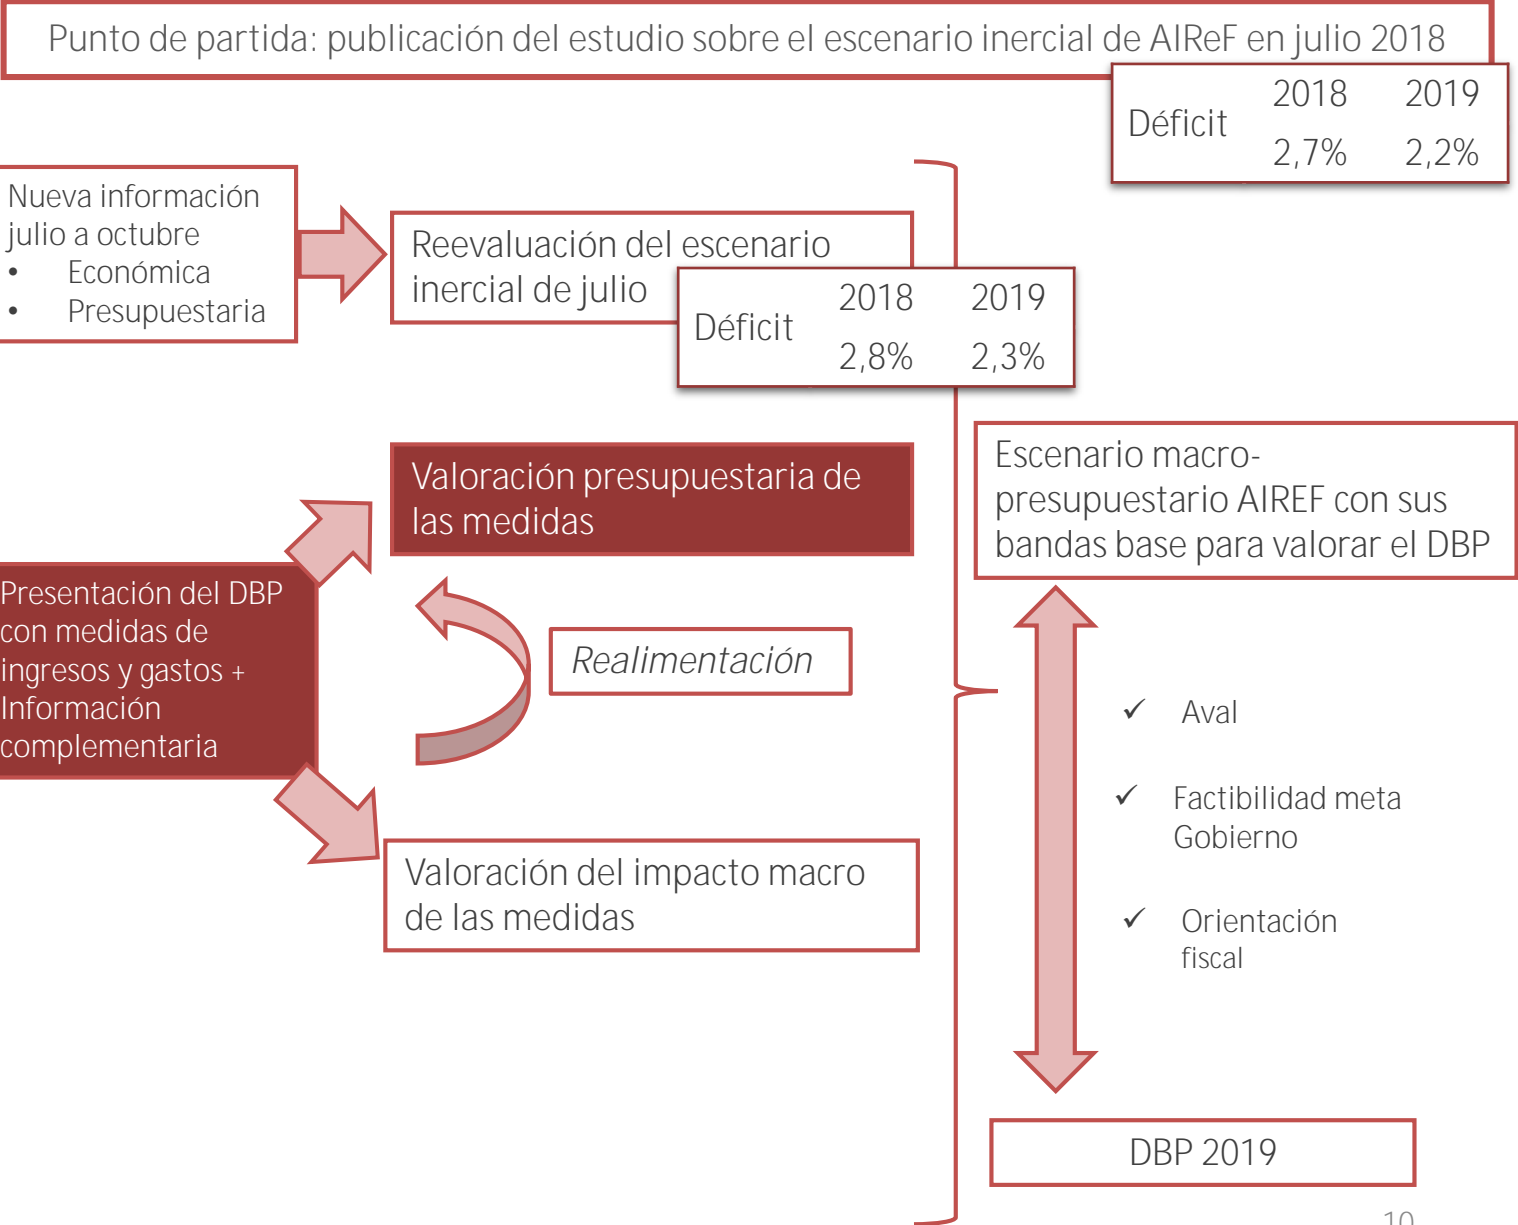 Punto de partida: publicación del estudio sobre el escenario inercial de AIReF en julio 2018
Déficit
2018 2019
2,7% 2,2%
Nueva información
julio a octubre
• Económica
• Presupuestaria
Reevaluación del escenario
inercial de julio
Déficit
2018 2019
2,8% 2,3%
Valoración presupuestaria de
las medidas
Presentación del DBP
con medidas de
ingresos y gastos +
Información
complementaria
Realimentación
Valoración del impacto macro
de las medidas
Escenario macro-
presupuestario AIREF con sus
bandas base para valorar el DBP
✓ Aval
✓ Factibilidad meta
Gobierno
✓ Orientación
fiscal
DBP 2019
10